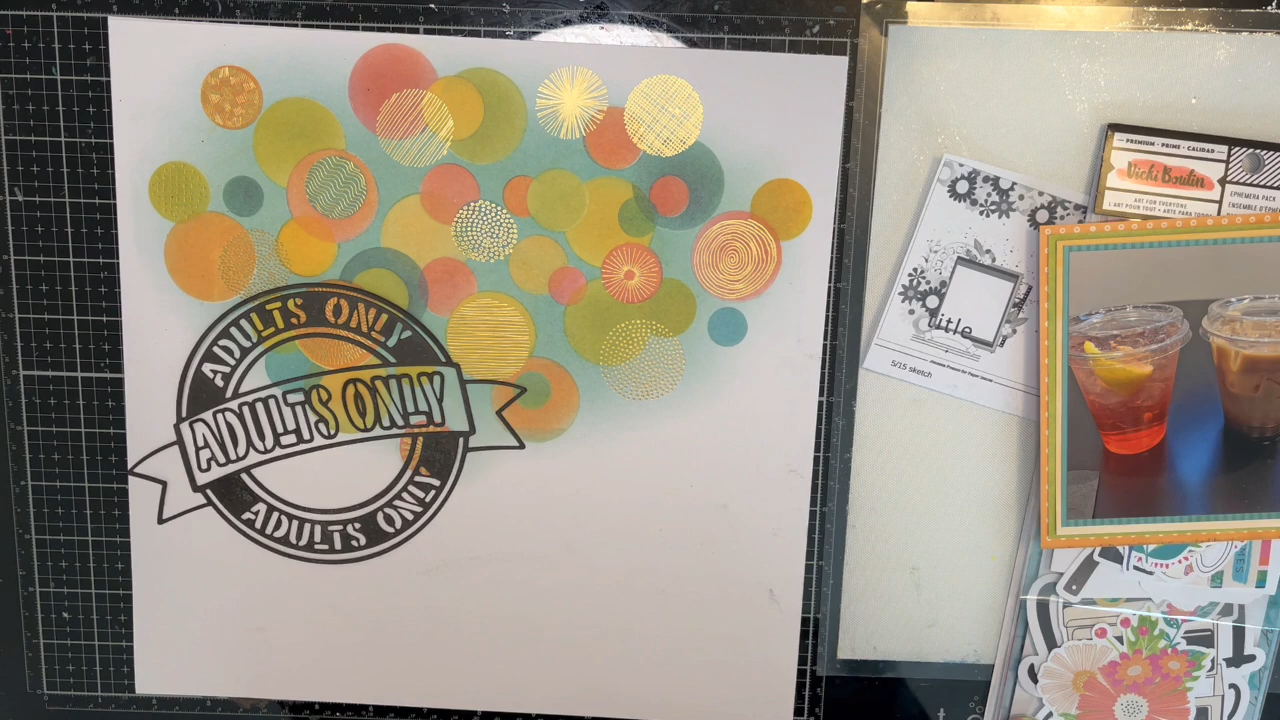 ADULTS ONLY
ADULTS ONLY
ADULTS ONLY
title
5/15 sketch
PREMIUM • PRIME • CALIDAD
Vicki Boutin
ART FOR EVERYONE
L'ART POUR TOUT • ARTE PARA
EPHEMERA PACK
ENSEMBLE D'ÉPH